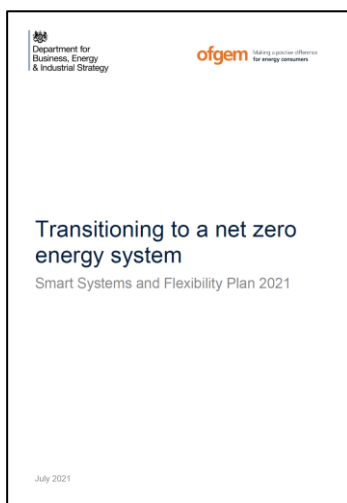 Department for
Business, Energy
& Industrial Strategy
ofgem
Making a positive difference
for energy consumers
Transitioning to a net zero
energy system
Smart Systems and Flexibility Plan 2021
July 2021